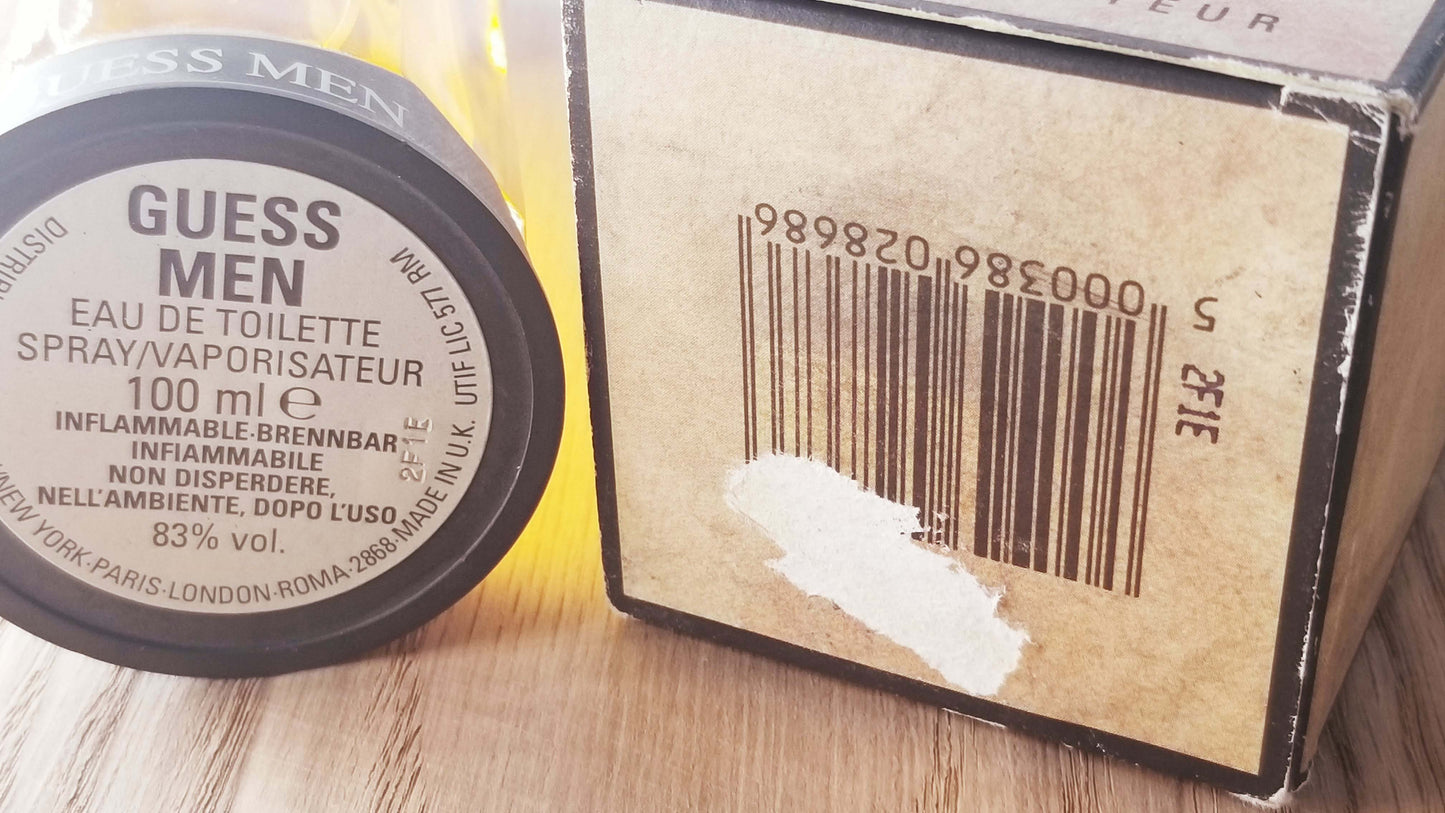 GUESS MEN
GUESS
MEN
EAU DE TOILETTE
SPRAY/VAPORISATEUR
100 ml e
INFLAMMABLE·BRENNBAR
INFIAMMABILE
NON DISPERDERE,
NELL'AMBIENTE, DOPO L'USO
83% vol.
2F1E
DISTRIB
/NEW YORK·PARIS·LONDON·ROMA·2868·MADE IN U.K. UTIF LIC 577 RM
TEUR
5 000386 028686
2F1E